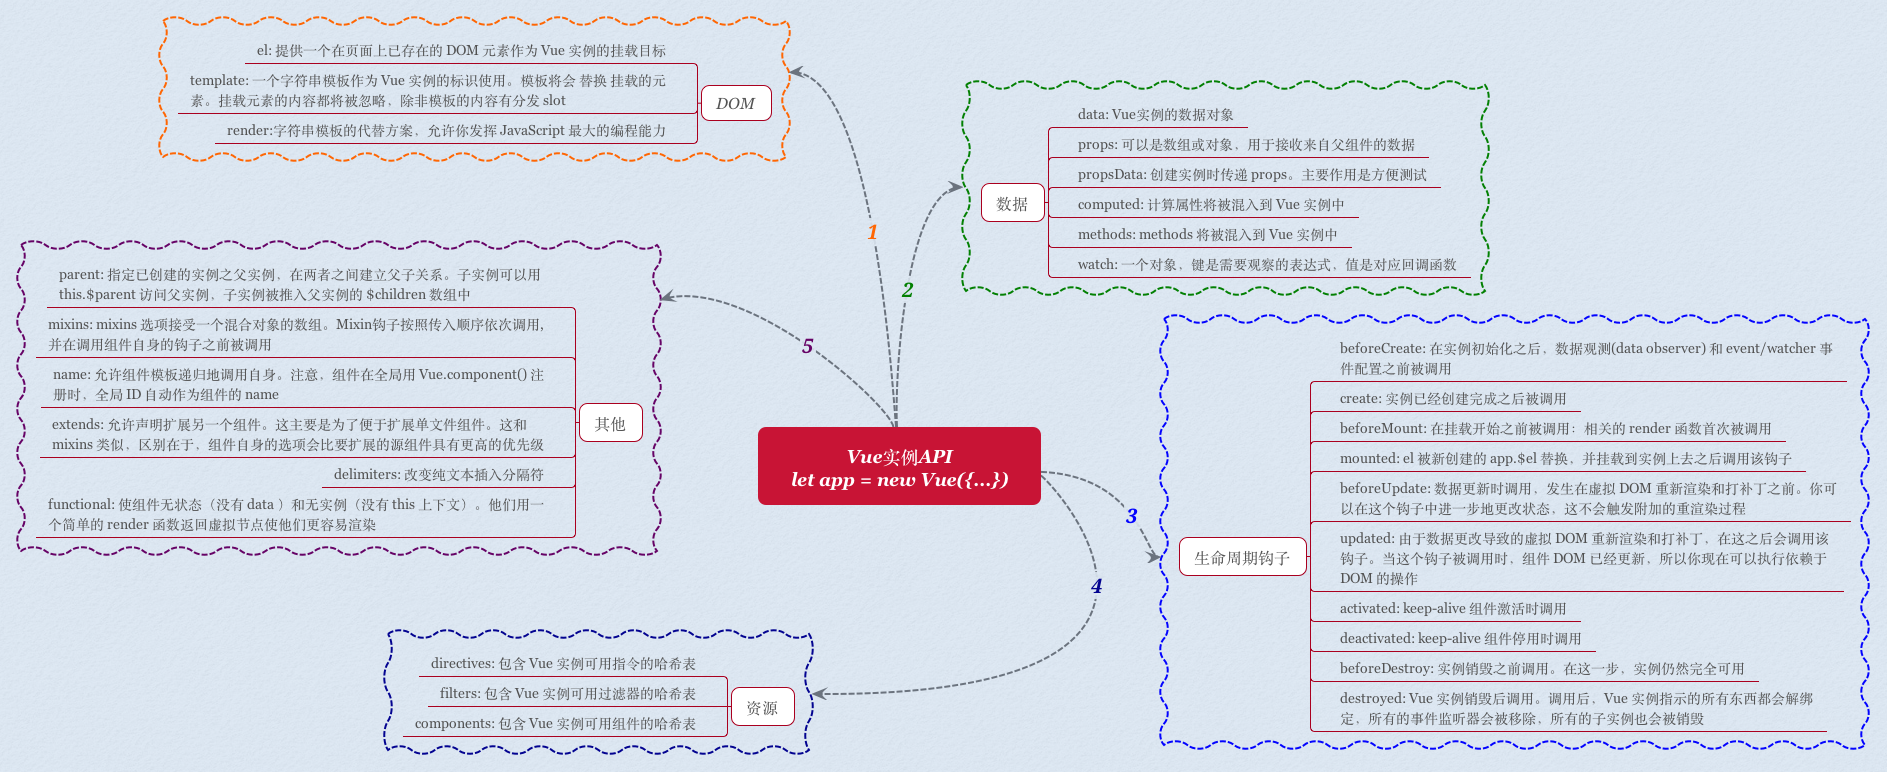 el: 提供一个在页面上已存在的 DOM 元素作为 Vue 实例的挂载目标
template: 一个字符串模板作为 Vue 实例的标识使用。模板将会 替换 挂载的元
素。挂载元素的内容都将被忽略，除非模板的内容有分发 slot
render:字符串模板的代替方案，允许你发挥 JavaScript 最大的编程能力
DOM
1
data: Vue实例的数据对象
props: 可以是数组或对象，用于接收来自父组件的数据
propsData: 创建实例时传递 props。主要作用是方便测试
computed: 计算属性将被混入到 Vue 实例中
methods: methods 将被混入到 Vue 实例中
watch: 一个对象，键是需要观察的表达式，值是对应回调函数
数据
2
beforeCreate: 在实例初始化之后，数据观测(data observer) 和 event/watcher 事
件配置之前被调用
create: 实例已经创建完成之后被调用
beforeMount: 在挂载开始之前被调用：相关的 render 函数首次被调用
mounted: el 被新创建的 app.$el 替换，并挂载到实例上去之后调用该钩子
beforeUpdate: 数据更新时调用，发生在虚拟 DOM 重新渲染和打补丁之前。你可
以在这个钩子中进一步地更改状态，这不会触发附加的重渲染过程
updated: 由于数据更改导致的虚拟 DOM 重新渲染和打补丁，在这之后会调用该
钩子。当这个钩子被调用时，组件 DOM 已经更新，所以你现在可以执行依赖于
DOM 的操作
activated: keep-alive 组件激活时调用
deactivated: keep-alive 组件停用时调用
beforeDestroy: 实例销毁之前调用。在这一步，实例仍然完全可用
destroyed: Vue 实例销毁后调用。调用后，Vue 实例指示的所有东西都会解绑
定，所有的事件监听器会被移除，所有的子实例也会被销毁
生命周期钩子
3
directives: 包含 Vue 实例可用指令的哈希表
filters: 包含 Vue 实例可用过滤器的哈希表
components: 包含 Vue 实例可用组件的哈希表
资源
4
parent: 指定已创建的实例之父实例，在两者之间建立父子关系。子实例可以用
this.$parent 访问父实例，子实例被推入父实例的 $children 数组中
mixins: mixins 选项接受一个混合对象的数组。Mixin钩子按照传入顺序依次调用,
并在调用组件自身的钩子之前被调用
name: 允许组件模板递归地调用自身。注意，组件在全局用 Vue.component() 注
册时，全局 ID 自动作为组件的 name
extends: 允许声明扩展另一个组件。这主要是为了便于扩展单文件组件。这和
mixins 类似，区别在于，组件自身的选项会比要扩展的源组件具有更高的优先级
delimiters: 改变纯文本插入分隔符
functional: 使组件无状态（没有 data ）和无实例（没有 this 上下文）。他们用一
个简单的 render 函数返回虚拟节点使他们更容易渲染
其他
5
Vue实例API
let app = new Vue({...})